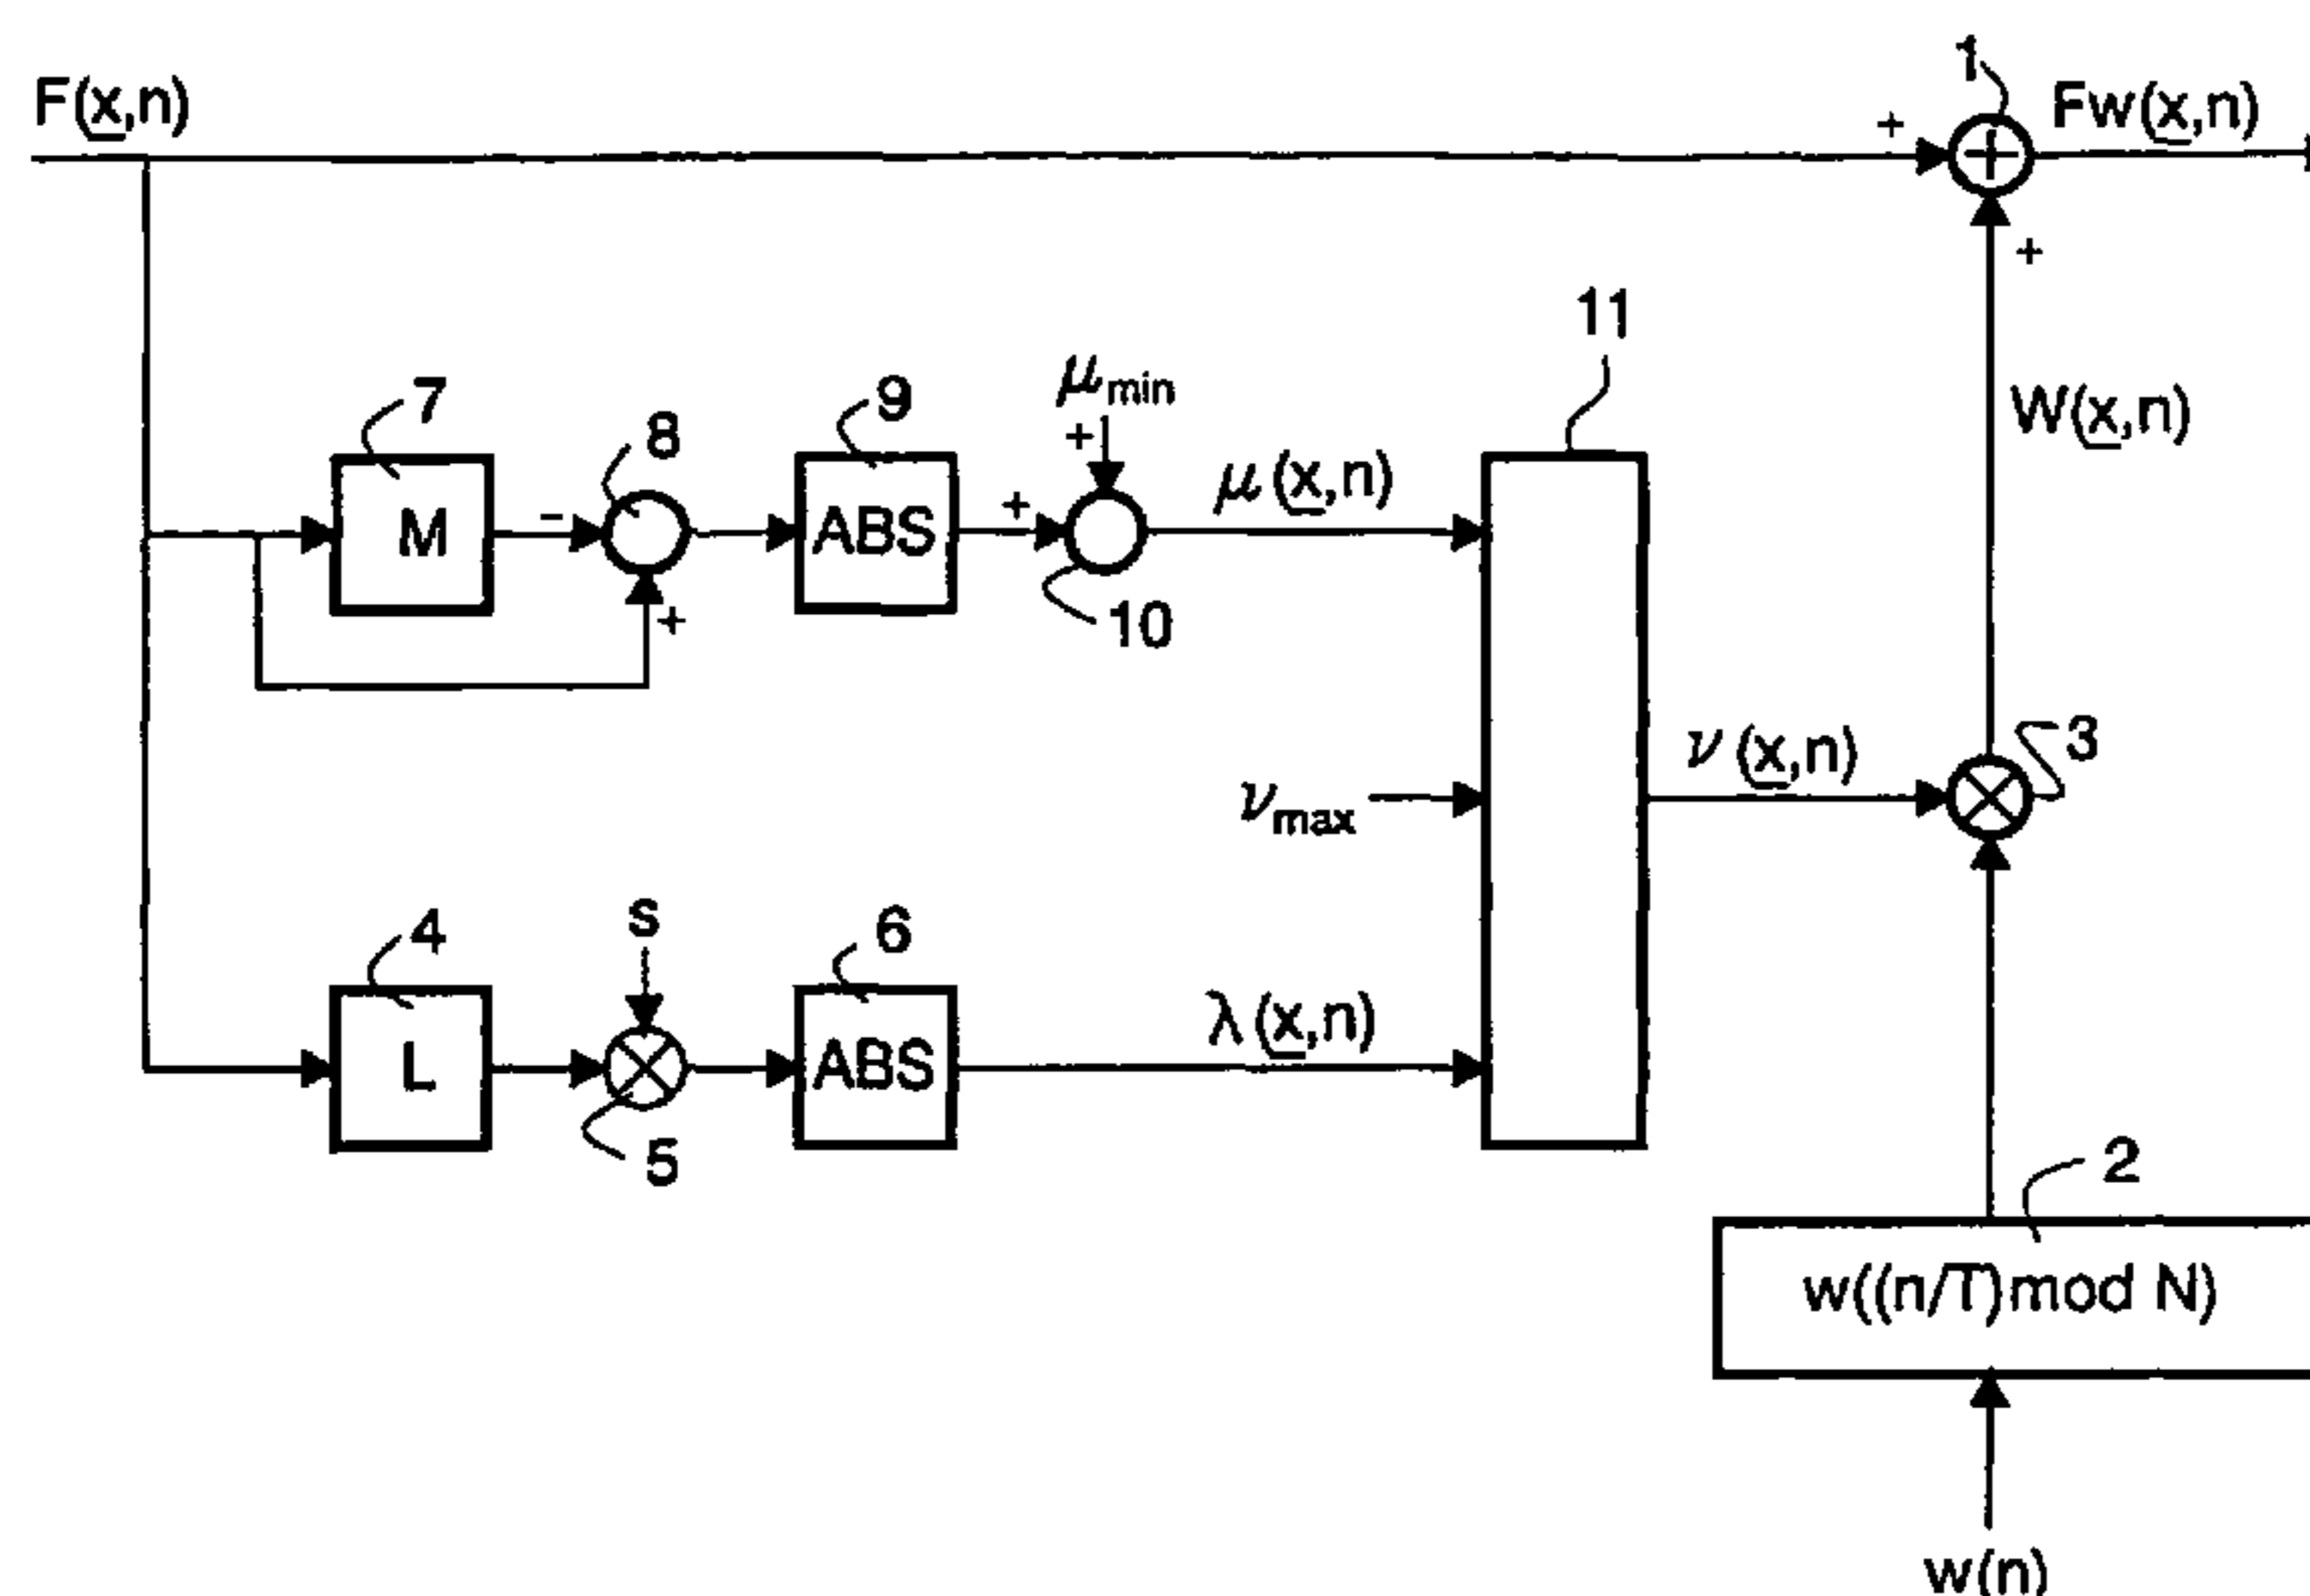 1
F(x,n)
Fw(x,n)
+
+
11
μmin
W(x,n)
7
8
9
+
μ(x,n)
M
-
ABS
+
+
10
ν(x,n)
3
νmax
s
4
6
λ(x,n)
L
ABS
5
2
w((n/T)mod N)
w(n)